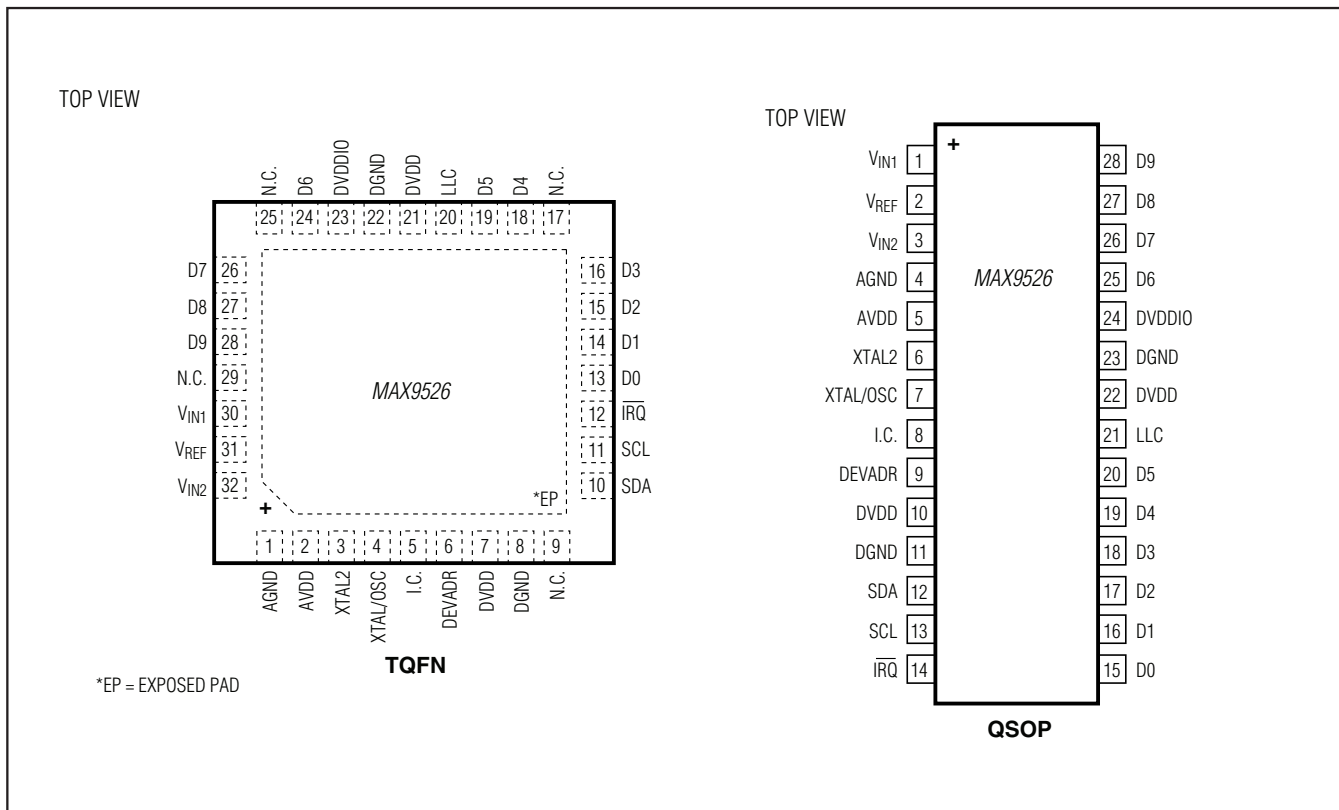 TOP VIEW
N.C. D6 DVDDIO DGND DVDD LLC D5 D4 N.C.
25 24 23 22 21 20 19 18 17
D7 26
D8 27
D9 28
N.C. 29
VIN1 30
VREF 31
VIN2 32
16 D3
15 D2
14 D1
13 D0
12 IRQ
11 SCL
10 SDA
MAX9526
*EP
+
1 2 3 4 5 6 7 8 9
AGND AVDD XTAL2 XTAL/OSC I.C. DEVADR DVDD DGND N.C.
TQFN
*EP = EXPOSED PAD
TOP VIEW
+
MAX9526
VIN1 1
VREF 2
VIN2 3
AGND 4
AVDD 5
XTAL2 6
XTAL/OSC 7
I.C. 8
DEVADR 9
DVDD 10
DGND 11
SDA 12
SCL 13
IRQ 14
28 D9
27 D8
26 D7
25 D6
24 DVDDIO
23 DGND
22 DVDD
21 LLC
20 D5
19 D4
18 D3
17 D2
16 D1
15 D0
QSOP